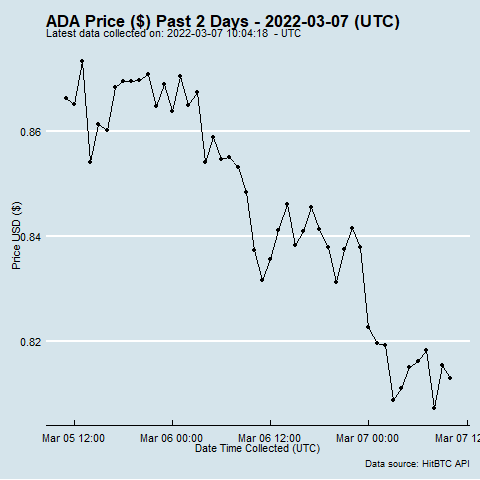 ADA Price ($) Past 2 Days - 2022-03-07 (UTC)
Latest data collected on: 2022-03-07 10:04:18 - UTC
0.86
0.84
0.82
Price USD ($)
Mar 05 12:00 Mar 06 00:00 Mar 06 12:00 Mar 07 00:00 Mar 07 12
Date Time Collected (UTC)
Data source: HitBTC API